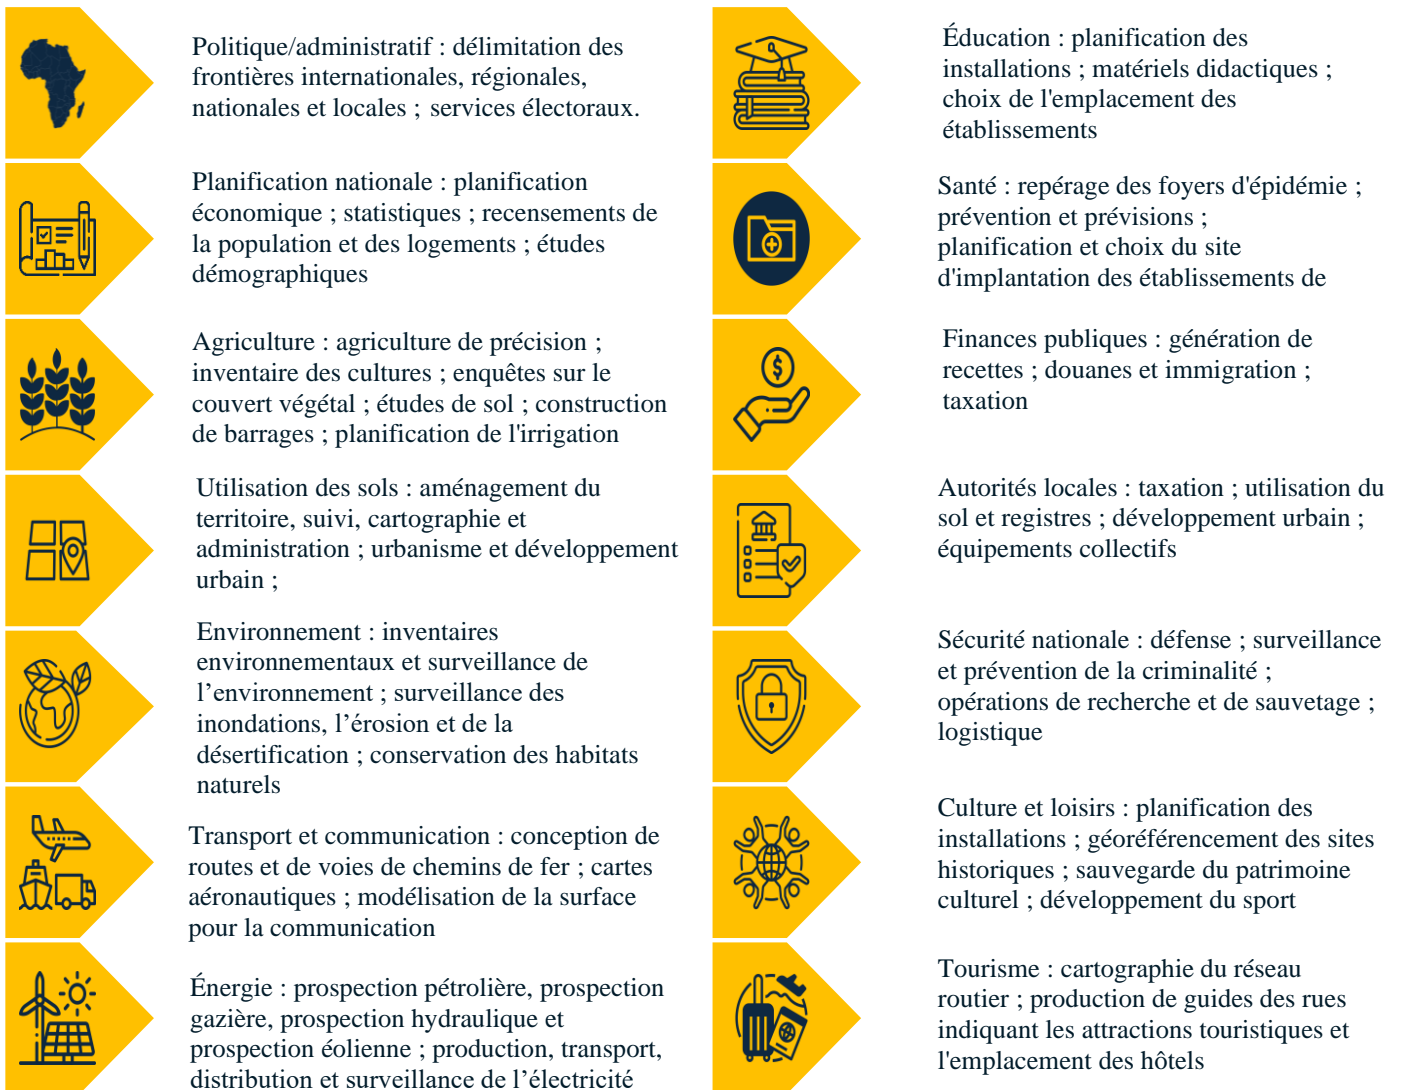 Politique/administratif : délimitation des
frontières internationales, régionales,
nationales et locales ; services électoraux.
Planification nationale : planification
économique ; statistiques ; recensements de
la population et des logements ; études
démographiques
Agriculture : agriculture de précision ;
inventaire des cultures ; enquêtes sur le
couvert végétal ; études de sol ; construction
de barrages ; planification de l'irrigation
Utilisation des sols : aménagement du
territoire, suivi, cartographie et
administration ; urbanisme et développement
urbain ;
Environnement : inventaires
environnementaux et surveillance de
l’environnement ; surveillance des
inondations, l’érosion et de la
désertification ; conservation des habitats
naturels
Transport et communication : conception de
routes et de voies de chemins de fer ; cartes
aéronautiques ; modélisation de la surface
pour la communication
Énergie : prospection pétrolière, prospection
gazière, prospection hydraulique et
prospection éolienne ; production, transport,
distribution et surveillance de l’électricité
Éducation : planification des
installations ; matériels didactiques ;
choix de l'emplacement des
établissements
Santé : repérage des foyers d'épidémie ;
prévention et prévisions ;
planification et choix du site
d'implantation des établissements de
Finances publiques : génération de
recettes ; douanes et immigration ;
taxation
Autorités locales : taxation ; utilisation du
sol et registres ; développement urbain ;
équipements collectifs
Sécurité nationale : défense ; surveillance
et prévention de la criminalité ;
opérations de recherche et de sauvetage ;
logistique
Culture et loisirs : planification des
installations ; géoréférencement des sites
historiques ; sauvegarde du patrimoine
culturel ; développement du sport
Tourisme : cartographie du réseau
routier ; production de guides des rues
indiquant les attractions touristiques et
l'emplacement des hôtels